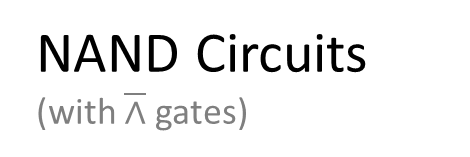 NAND Circuits
(with ⊼ gates)